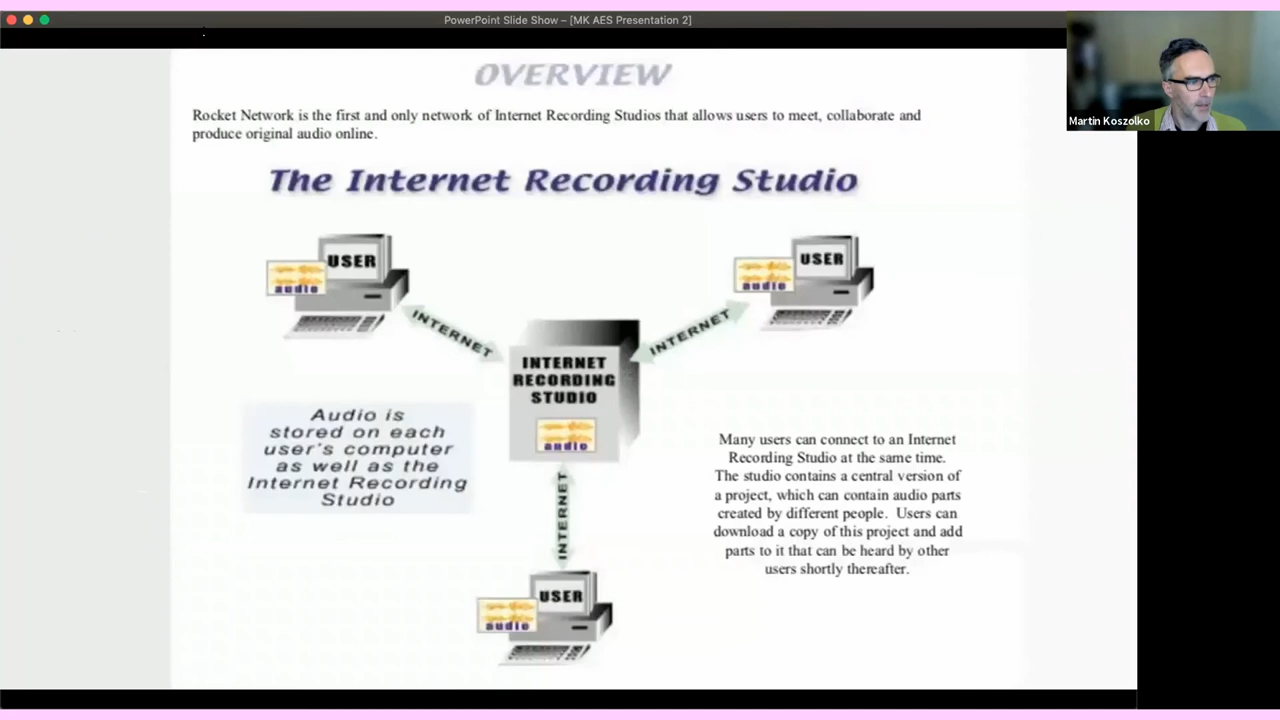 PowerPoint Slide Show – [MK AES Presentation 2]
Martin Koszolko
OVERVIEW
Rocket Network is the first and only network of Internet Recording Studios that allows users to meet, collaborate and
produce original audio online.
The Internet Recording Studio
USER
audio
USER
audio
INTERNET
INTERNET
INTERNET
RECORDING
STUDIO
audio
Audio is
stored on each
user's computer
as well as the
Internet Recording
Studio
Many users can connect to an Internet
Recording Studio at the same time.
The studio contains a central version of
a project, which can contain audio parts
created by different people. Users can
download a copy of this project and add
parts to it that can be heard by other
users shortly thereafter.
INTERNET
USER
audio